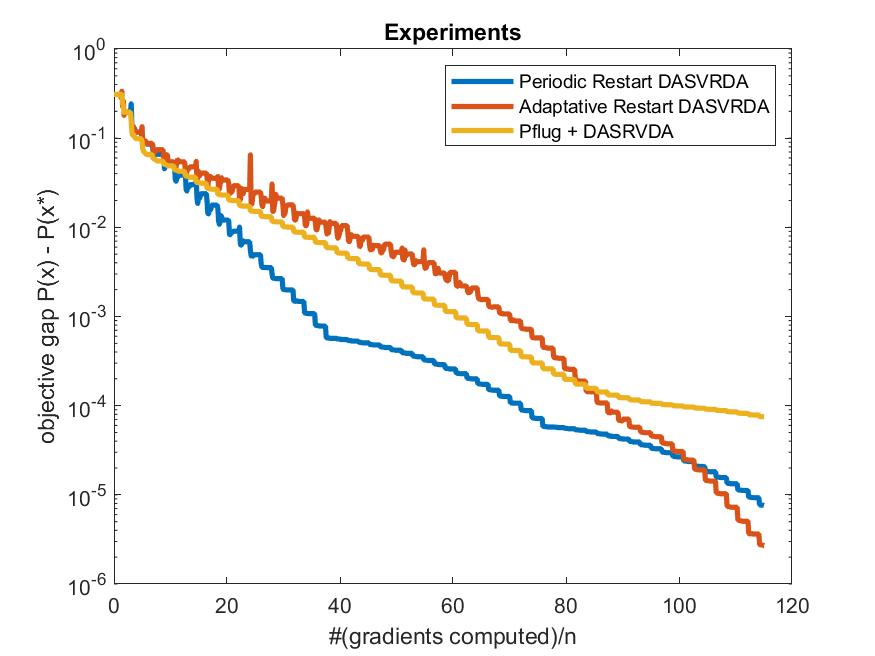 Experiments
Periodic Restart DASVRDA
Adaptative Restart DASVRDA
Pflug + DASRVDA
objective gap P(x) - P(x*)
10^0
10^-1
10^-2
10^-3
10^-4
10^-5
10^-6
0 20 40 60 80 100 120
#(gradients computed)/n